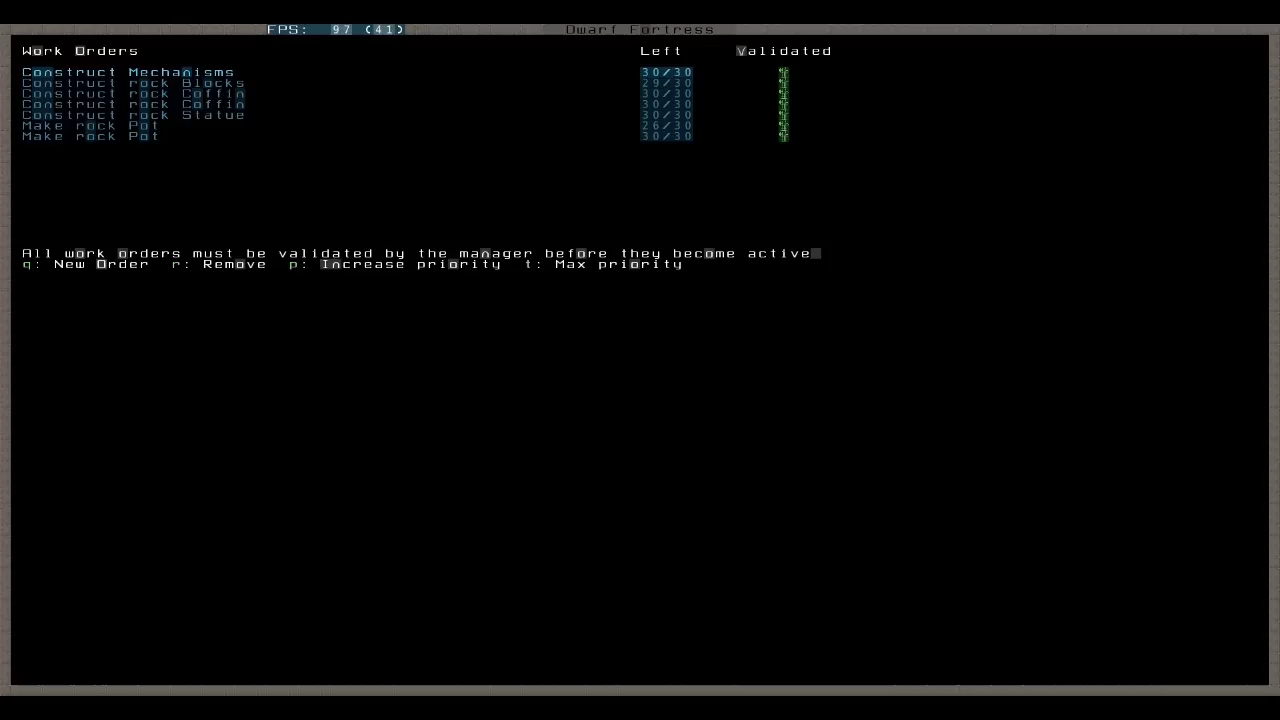 FPS: 97 (41) Dwarf Fortress
Work Orders Left Validated
Construct Mechanisms 30/30
Construct rock Blocks 29/30
Construct rock Coffin 30/30
Construct rock Coffin 30/30
Construct rock Statue 30/30
Make rock Pot 26/30
Make rock Pot 30/30
All work orders must be validated by the manager before they become active
q: New Order r: Remove p: Increase priority t: Max priority